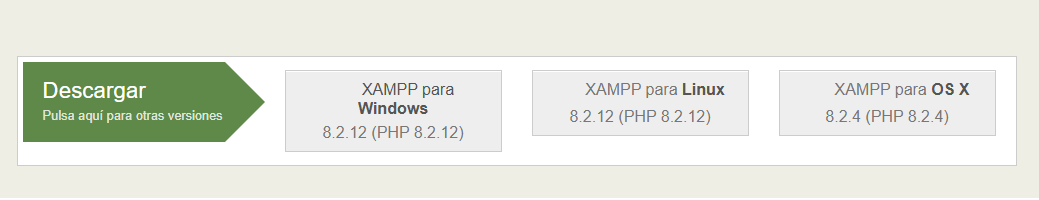 Descargar
Pulsa aquí para otras versiones
XAMPP para
Windows
8.2.12 (PHP 8.2.12)
XAMPP para Linux
8.2.12 (PHP 8.2.12)
XAMPP para OS X
8.2.4 (PHP 8.2.4)